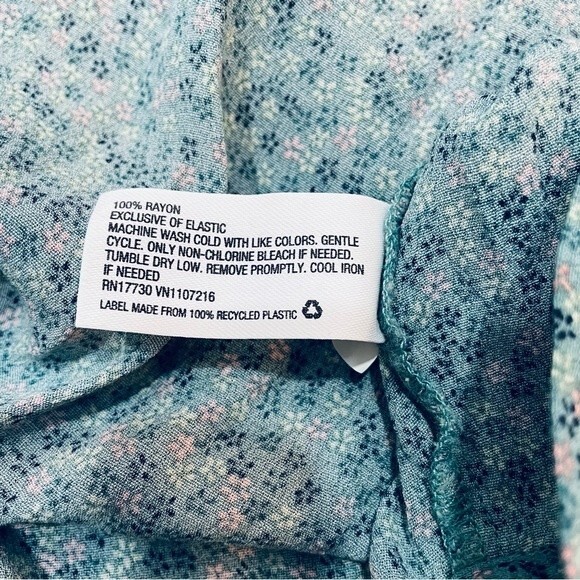 100% RAYON
EXCLUSIVE OF ELASTIC
MACHINE WASH COLD WITH LIKE COLORS. GENTLE
CYCLE. ONLY NON-CHLORINE BLEACH IF NEEDED.
TUMBLE DRY LOW. REMOVE PROMPTLY. COOL IRON
IF NEEDED
RN17730 VN1107216
LABEL MADE FROM 100% RECYCLED PLASTIC